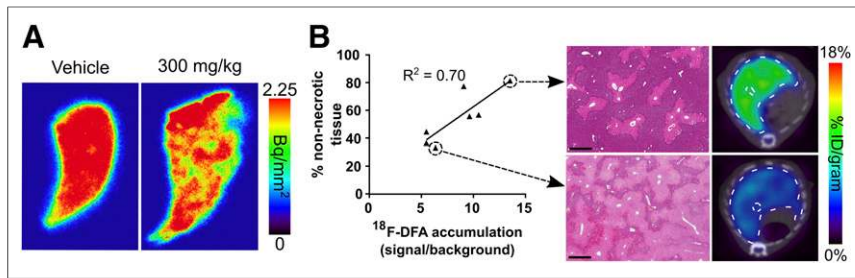 A
Vehicle
300 mg/kg
2.25
Bq/mm²
0
B
100
80
60
40
20
0
% non-necrotic
tissue
R² = 0.70
0
5
10
15
¹⁸F-DFA accumulation
(signal/background)
18%
% ID/gram
0%